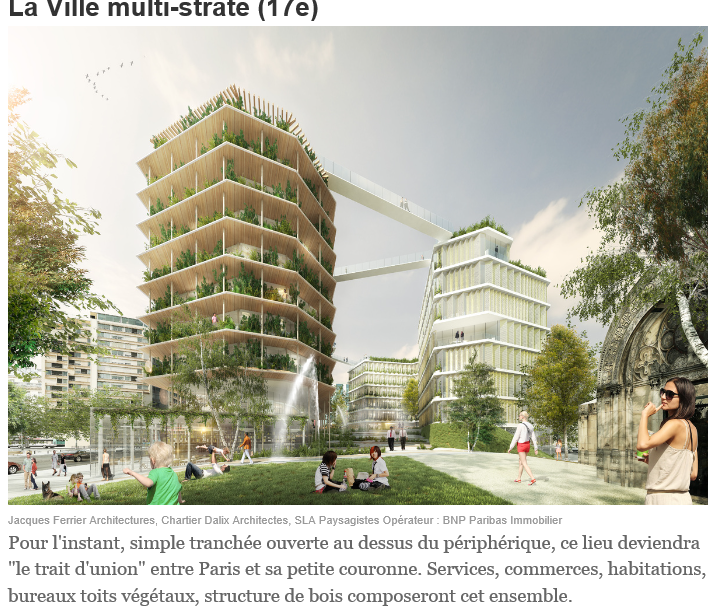 La Ville multi-strate (17e)
Jacques Ferrier Architectures, Chartier Dalix Architectes, SLA Paysagistes Opérateur : BNP Paribas Immobilier
Pour l'instant, simple tranchée ouverte au dessus du périphérique, ce lieu deviendra
"le trait d'union" entre Paris et sa petite couronne. Services, commerces, habitations,
bureaux toits végétaux, structure de bois composeront cet ensemble.